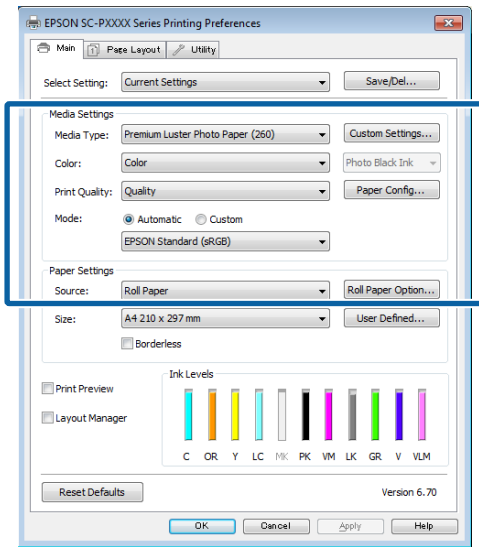 EPSON SC-PXXXX Series Printing Preferences
Main Page Layout Utility
Select Setting: Current Settings Save/Del...
Media Settings
Media Type: Premium Luster Photo Paper (260) Custom Settings...
Color: Color Photo Black Ink
Print Quality: Quality Paper Config...
Mode: Automatic Custom
EPSON Standard (sRGB)
Paper Settings
Source: Roll Paper Roll Paper Option...
Size: A4 210 x 297 mm User Defined...
Borderless
Ink Levels
Print Preview
Layout Manager
C OR Y LC MK PK VM LK GR V VLM
Reset Defaults Version 6.70
OK Cancel Apply Help